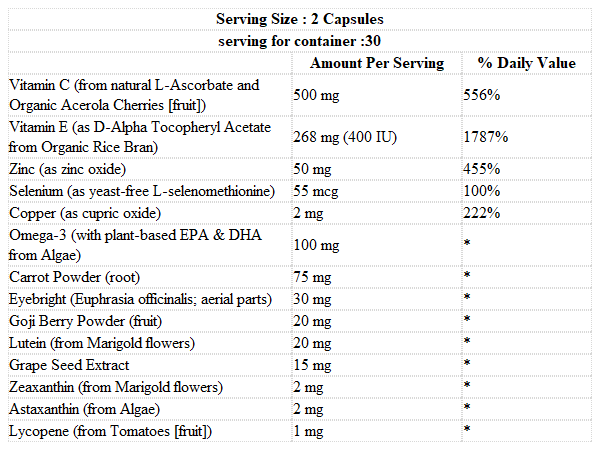 Serving Size : 2 Capsules
serving for container :30
Amount Per Serving % Daily Value
Vitamin C (from natural L-Ascorbate and
Organic Acerola Cherries [fruit]) 500 mg 556%
Vitamin E (as D-Alpha Tocopheryl Acetate
from Organic Rice Bran) 268 mg (400 IU) 1787%
Zinc (as zinc oxide) 50 mg 455%
Selenium (as yeast-free L-selenomethionine) 55 mcg 100%
Copper (as cupric oxide) 2 mg 222%
Omega-3 (with plant-based EPA & DHA
from Algae) 100 mg *
Carrot Powder (root) 75 mg *
Eyebright (Euphrasia officinalis; aerial parts) 30 mg *
Goji Berry Powder (fruit) 20 mg *
Lutein (from Marigold flowers) 20 mg *
Grape Seed Extract 15 mg *
Zeaxanthin (from Marigold flowers) 2 mg *
Astaxanthin (from Algae) 2 mg *
Lycopene (from Tomatoes [fruit]) 1 mg *